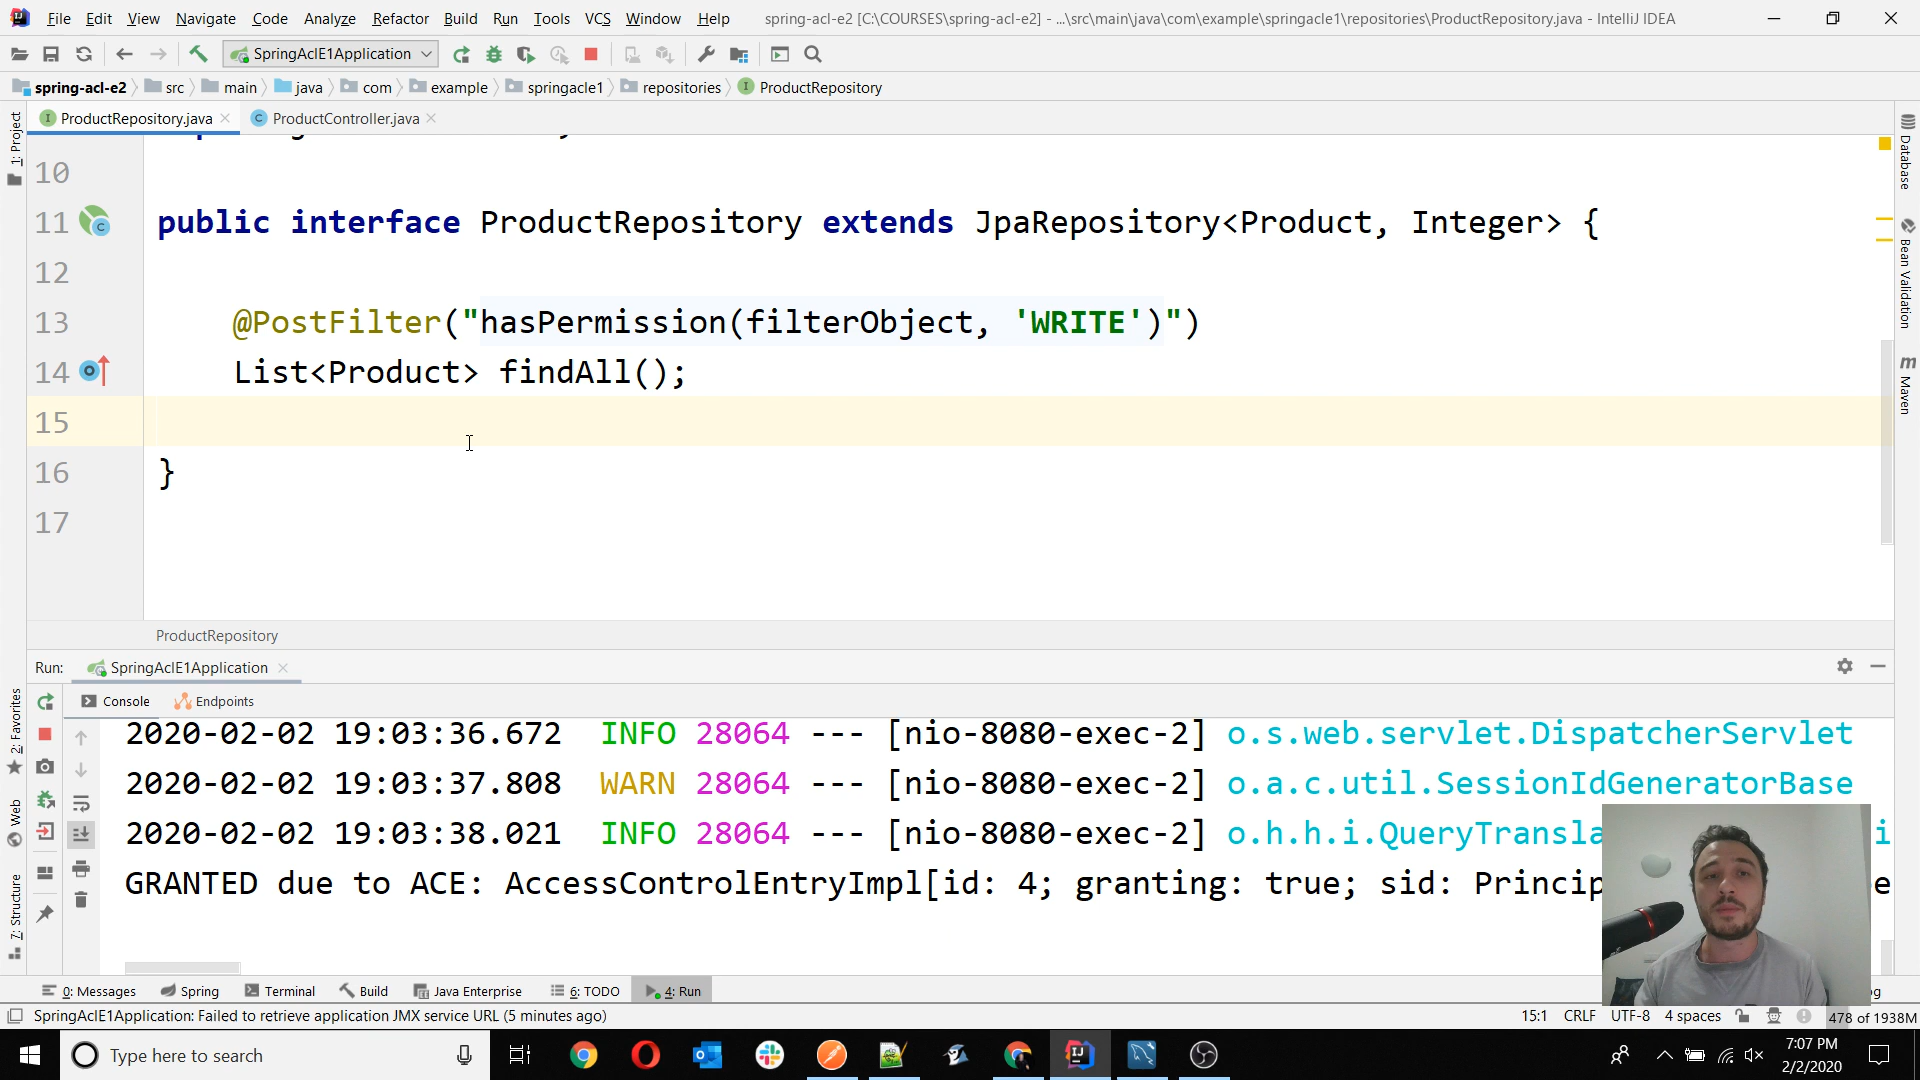 File Edit View Navigate Code Analyze Refactor Build Run Tools VCS Window Help spring-acl-e2 [C:\COURSES\spring-acl-e2] - ...\src\main\java\com\example\springacle1\repositories\ProductRepository.java - IntelliJ IDEA
SpringAclE1Application
spring-acl-e2 src main java com example springacle1 repositories ProductRepository
ProductRepository.java ProductController.java
1: Project
Database
Bean Validation
Maven
10
11 public interface ProductRepository extends JpaRepository<Product, Integer> {
12
13 @PostFilter("hasPermission(filterObject, 'WRITE')")
14 List<Product> findAll();
15
16 }
17
ProductRepository
Run: SpringAclE1Application
Console Endpoints
2: Favorites
Web
7: Structure
2020-02-02 19:03:36.672 INFO 28064 --- [nio-8080-exec-2] o.s.web.servlet.DispatcherServlet
2020-02-02 19:03:37.808 WARN 28064 --- [nio-8080-exec-2] o.a.c.util.SessionIdGeneratorBase
2020-02-02 19:03:38.021 INFO 28064 --- [nio-8080-exec-2] o.h.h.i.QueryTransla
GRANTED due to ACE: AccessControlEntryImpl[id: 4; granting: true; sid: Princip
0: Messages Spring Terminal Build Java Enterprise 6: TODO 4: Run
SpringAclE1Application: Failed to retrieve application JMX service URL (5 minutes ago) 15:1 CRLF UTF-8 4 spaces 478 of 1938M
Type here to search
7:07 PM
2/2/2020